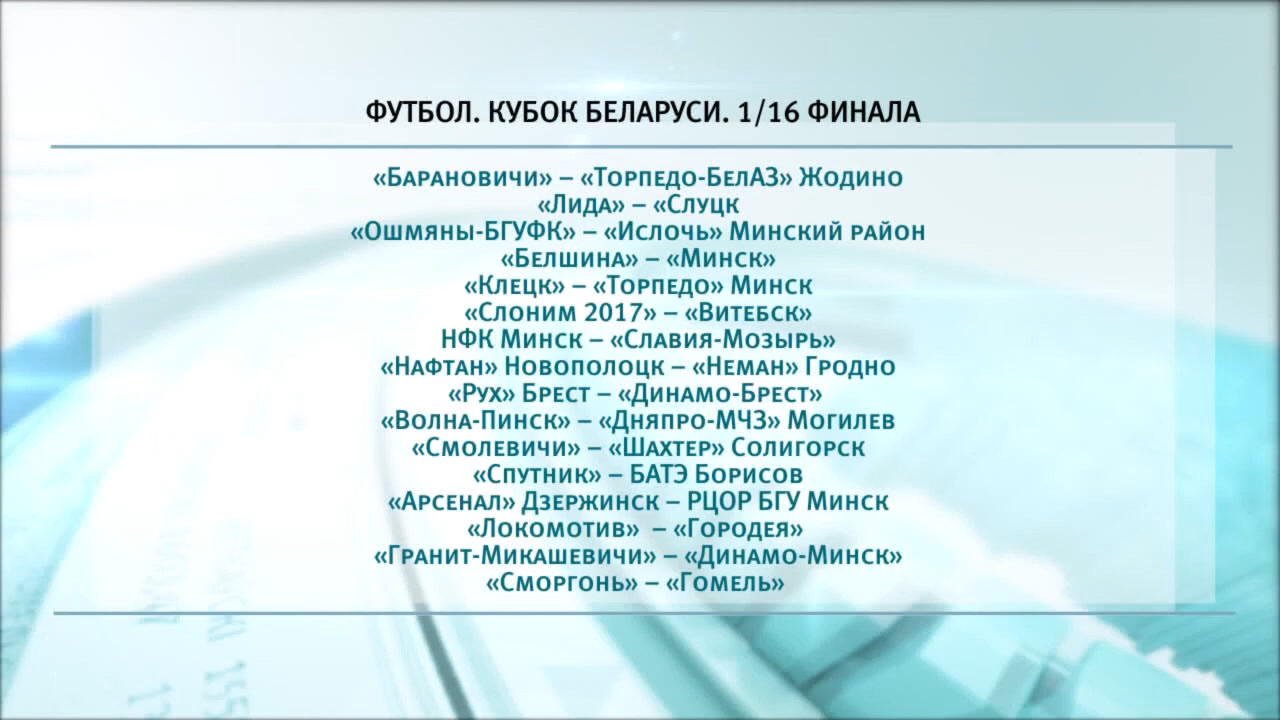 ФУТБОЛ. КУБОК БЕЛАРУСИ. 1/16 ФИНАЛА
«Барановичи» – «Торпедо-БелАЗ» Жодино
«Лида» – «Слуцк
«Ошмяны-БГУФК» – «Ислочь» Минский район
«Белшина» – «Минск»
«Клецк» – «Торпедо» Минск
«Слоним 2017» – «Витебск»
НФК Минск – «Славия-Мозырь»
«Нафтан» Новополоцк – «Неман» Гродно
«Рух» Брест – «Динамо-Брест»
«Волна-Пинск» – «Дняпро-МЧЗ» Могилев
«Смолевичи» – «Шахтер» Солигорск
«Спутник» – БАТЭ Борисов
«Арсенал» Дзержинск – РЦОР БГУ Минск
«Локомотив» – «Городея»
«Гранит-Микашевичи» – «Динамо-Минск»
«Сморгонь» – «Гомель»